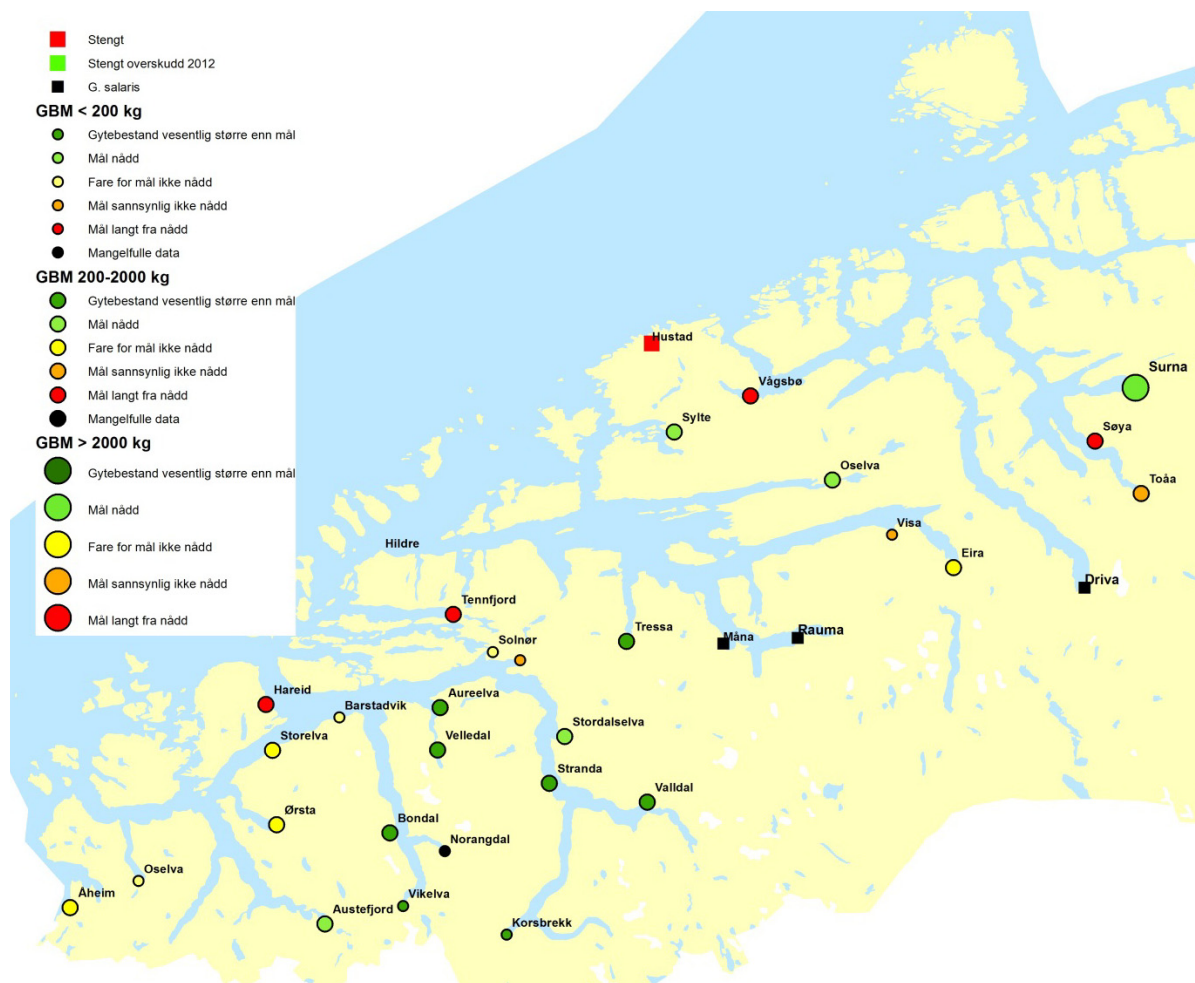 Stengt
Stengt overskudd 2012
G. salaris
GBM < 200 kg
Gytebestand vesentlig større enn mål
Mål nådd
Fare for mål ikke nådd
Mål sannsynlig ikke nådd
Mål langt fra nådd
Mangelfulle data
GBM 200-2000 kg
Gytebestand vesentlig større enn mål
Mål nådd
Fare for mål ikke nådd
Mål sannsynlig ikke nådd
Mål langt fra nådd
Mangelfulle data
GBM > 2000 kg
Gytebestand vesentlig større enn mål
Mål nådd
Fare for mål ikke nådd
Mål sannsynlig ikke nådd
Mål langt fra nådd
Hustad
Surna
Vågsbø
Sylte
Søya
Oselva
Toåa
Visa
Hildre
Eira
Driva
Tennfjord
Tressa
Rauma
Måna
Solnør
Hareid
Aureelva
Barstadvik
Stordalselva
Storelva
Velledal
Stranda
Valldal
Ørsta
Bondal
Norangdal
Oselva
Åheim
Vikelva
Austefjord
Korsbrekk